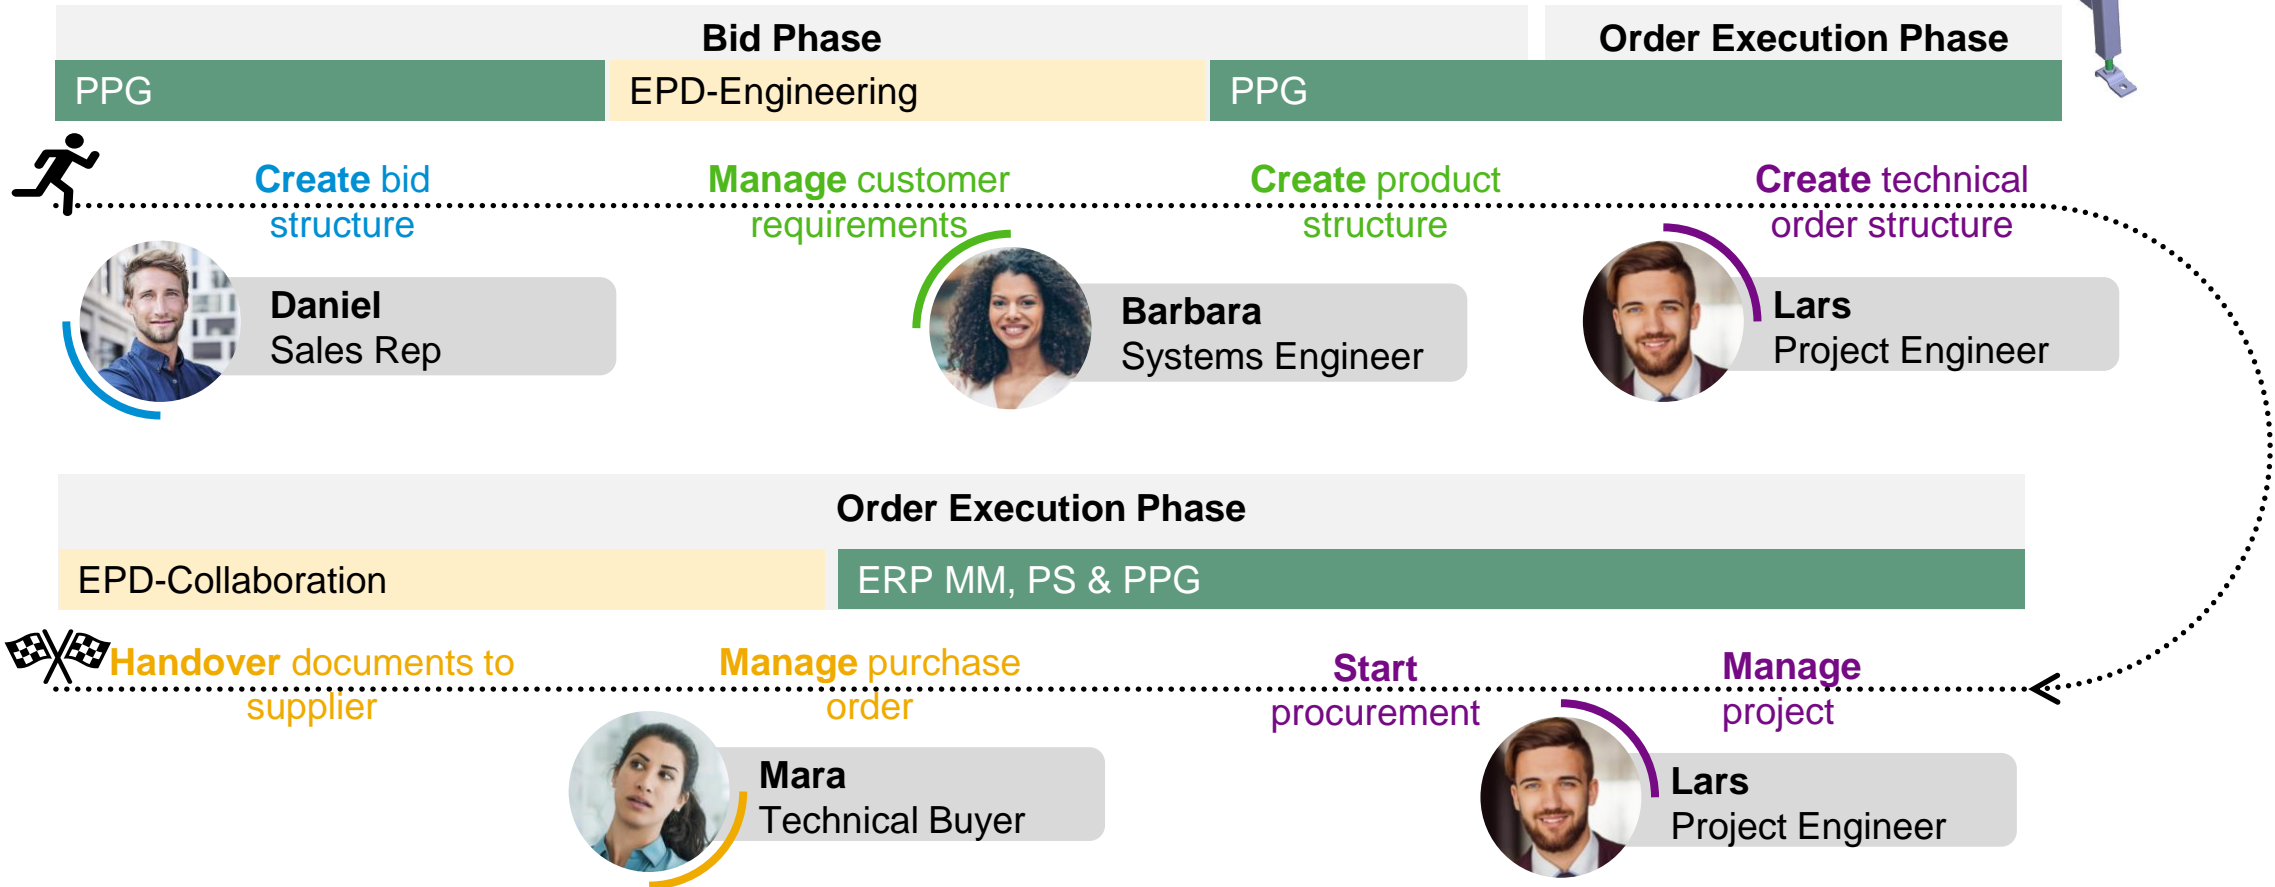 Bid Phase
Order Execution Phase
PPG
EPD-Engineering
PPG
Create bid
structure
Manage customer
requirements
Create product
structure
Create technical
order structure
Daniel
Sales Rep
Barbara
Systems Engineer
Lars
Project Engineer
Order Execution Phase
EPD-Collaboration
ERP MM, PS & PPG
Handover documents to
supplier
Manage purchase
order
Start
procurement
Manage
project
Mara
Technical Buyer
Lars
Project Engineer